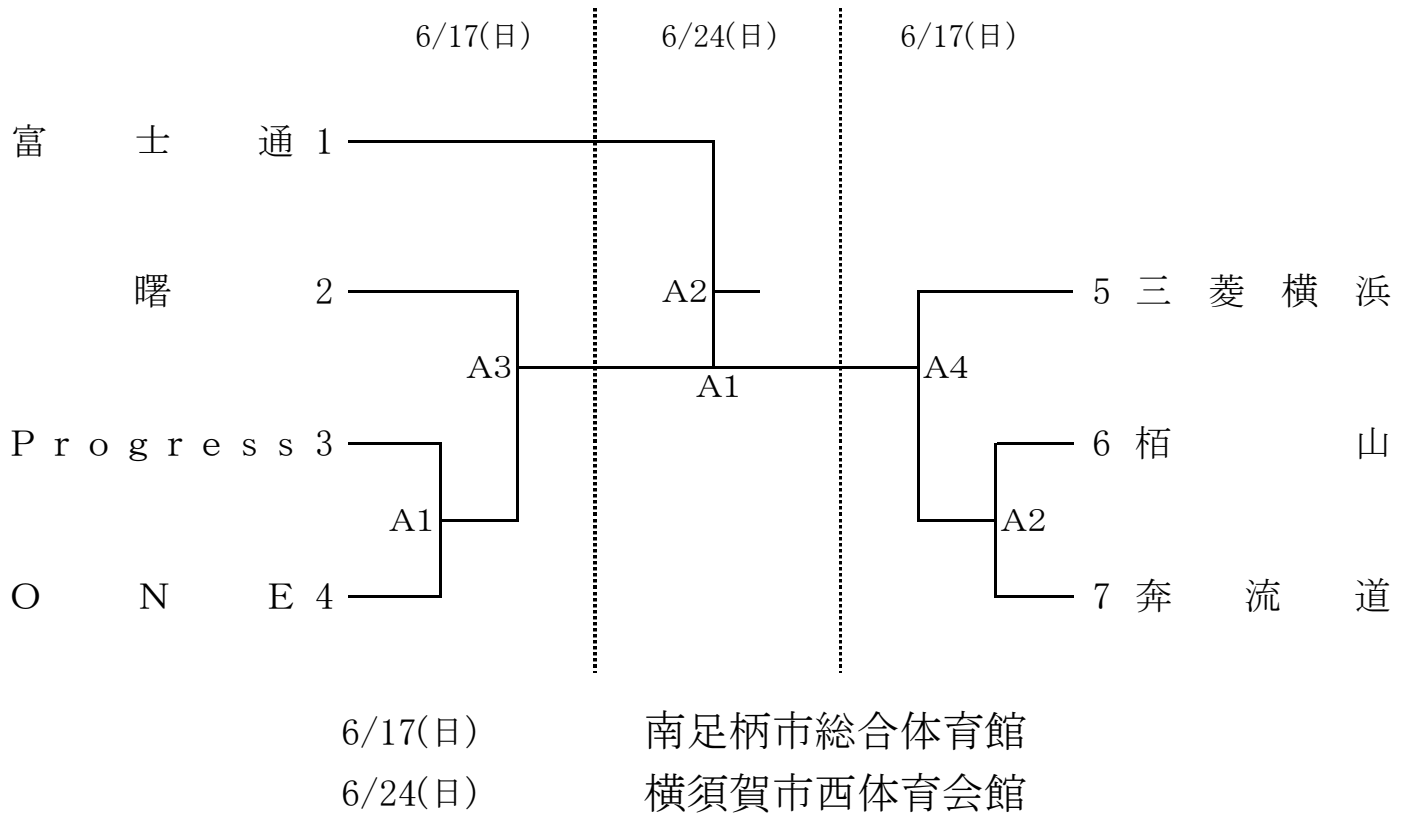 6/17(日) 6/24(日) 6/17(日)
富士通 1
曙 2 A2 5 三菱横浜
A3 A1 A4
Progress 3 6 栢山
A1 A2
ONE 4 7 奔流道
6/17(日) 南足柄市総合体育館
6/24(日) 横須賀市西体育会館